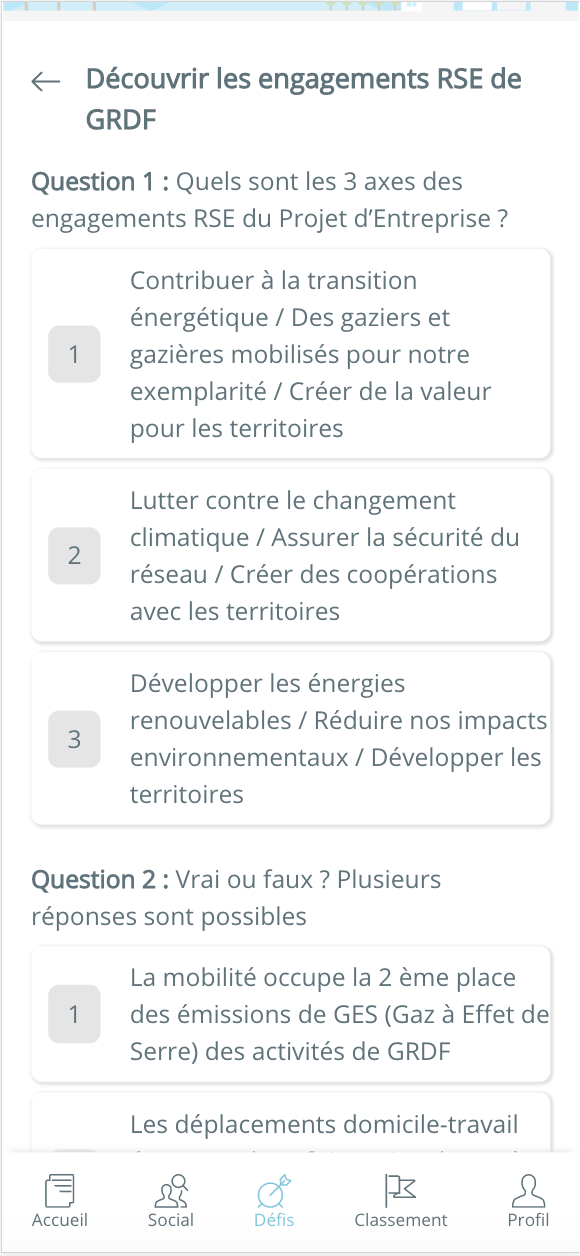 Découvrir les engagements RSE de
GRDF
Question 1 : Quels sont les 3 axes des
engagements RSE du Projet d’Entreprise ?
Contribuer à la transition
énergétique / Des gaziers et
1
gazières mobilisés pour notre
exemplarité / Créer de la valeur
pour les territoires
Lutter contre le changement
climatique / Assurer la sécurité du
2
réseau / Créer des coopérations
avec les territoires
Développer les énergies
renouvelables / Réduire nos impacts
3
environnementaux / Développer les
territoires
Question 2 : Vrai ou faux ? Plusieurs
réponses sont possibles
La mobilité occupe la 2 ème place
1
des émissions de GES (Gaz à Effet de
Serre) des activités de GRDF
Les déplacements domicile-travail
Accueil
Social
Défis
Classement
Profil